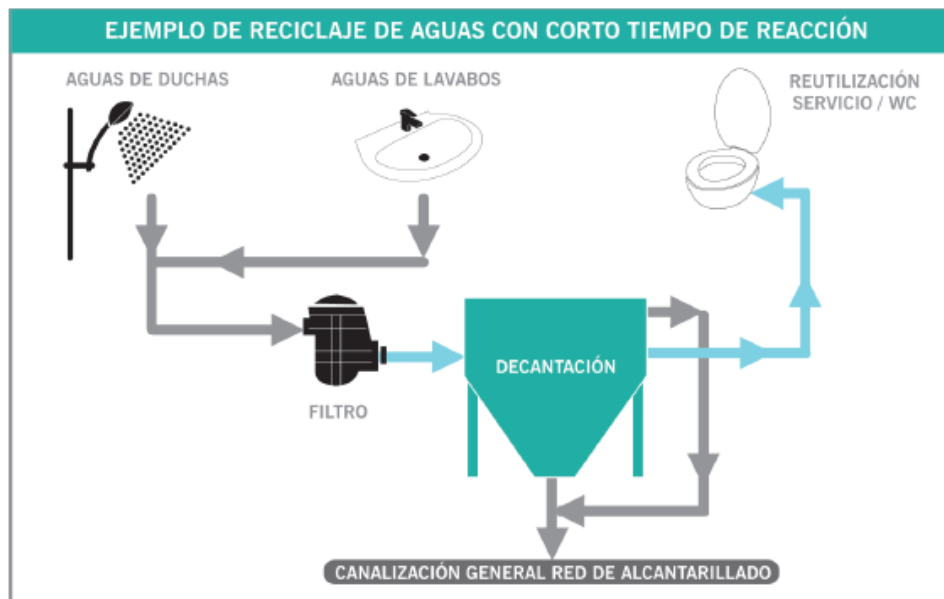 EJEMPLO DE RECICLAJE DE AGUAS CON CORTO TIEMPO DE REACCIÓN
AGUAS DE DUCHAS
AGUAS DE LAVABOS
REUTILIZACIÓN
SERVICIO / WC
DECANTACIÓN
FILTRO
CANALIZACIÓN GENERAL RED DE ALCANTARILLADO